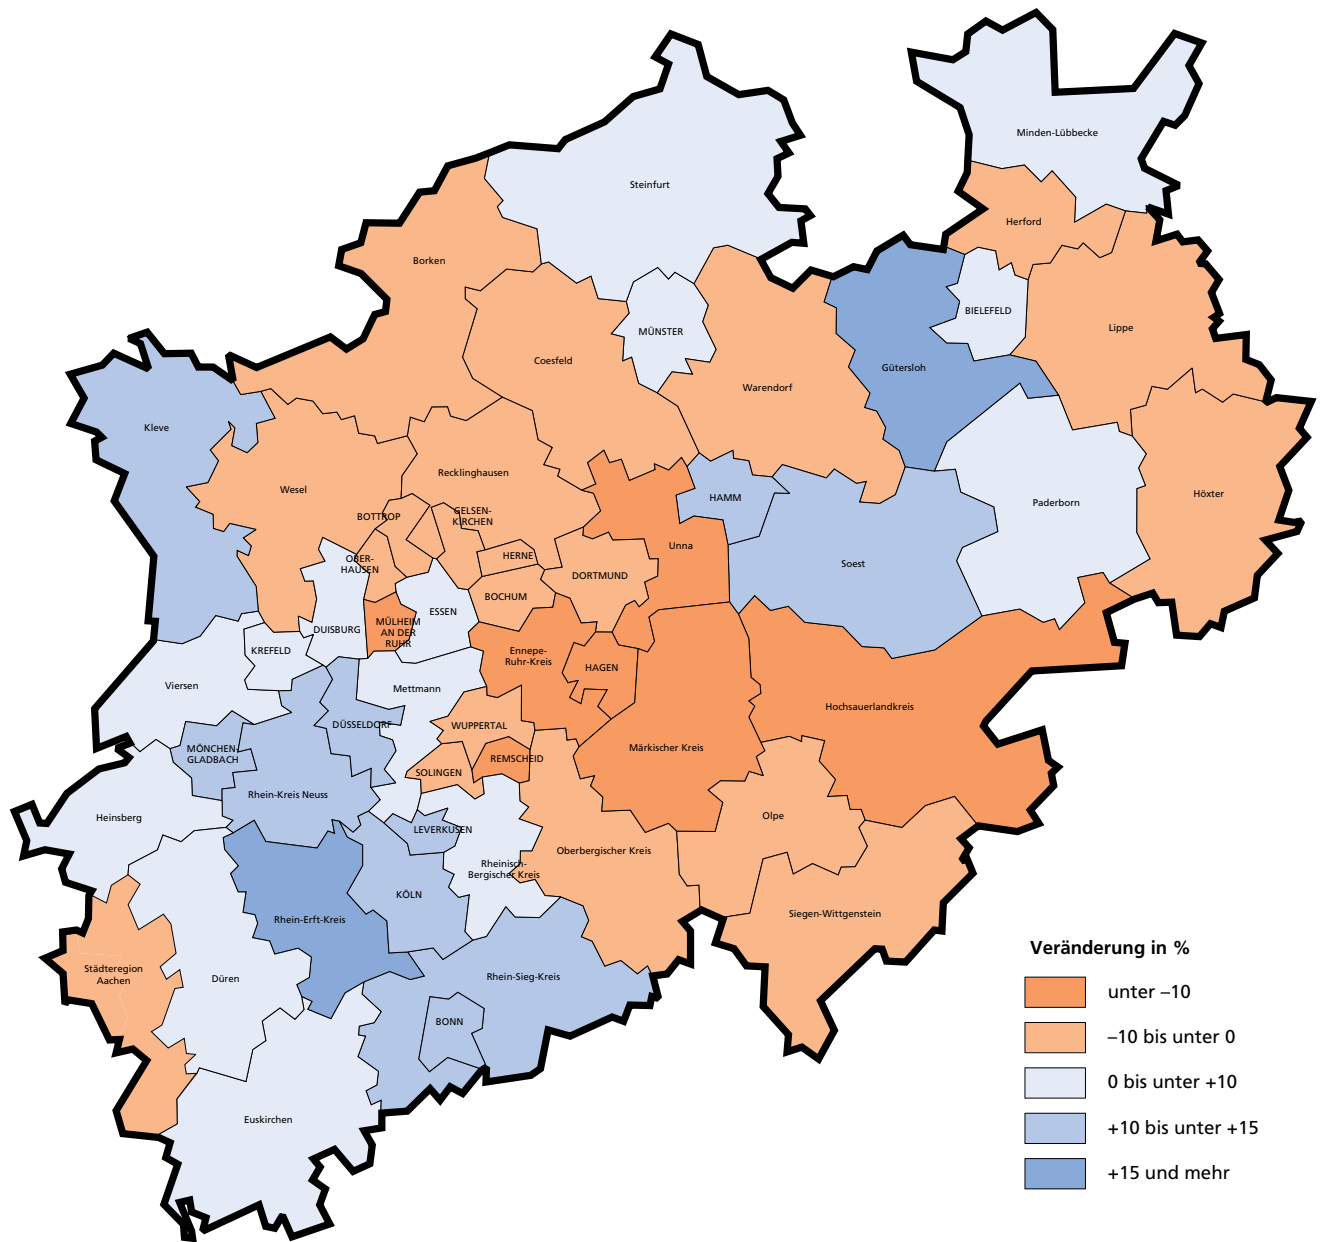 Minden-Lübbecke
Steinfurt
Herford
Borken
BIELEFELD
Lippe
MÜNSTER
Coesfeld
Gütersloh
Warendorf
Kleve
Recklinghausen
Wesel
Höxter
HAMM
Paderborn
BOTTROP
GELSEN-
KIRCHEN
Unna
HERNE
OBER-
HAUSEN
Soest
DORTMUND
BOCHUM
ESSEN
MÜLHEIM
AN DER
RUHR
DUISBURG
KREFELD
Ennepe-
Ruhr-Kreis
HAGEN
Viersen
Mettmann
Hochsauerlandkreis
DÜSSELDORF
WUPPERTAL
MÖNCHEN-
GLADBACH
Märkischer Kreis
REMSCHEID
SOLINGEN
Rhein-Kreis Neuss
Heinsberg
Olpe
LEVERKUSEN
Oberbergischer Kreis
Rheinisch-
Bergischer Kreis
KÖLN
Siegen-Wittgenstein
Rhein-Erft-Kreis
Städteregion
Aachen
Düren
Rhein-Sieg-Kreis
BONN
Euskirchen
Veränderung in %
unter –10
–10 bis unter 0
0 bis unter +10
+10 bis unter +15
+15 und mehr